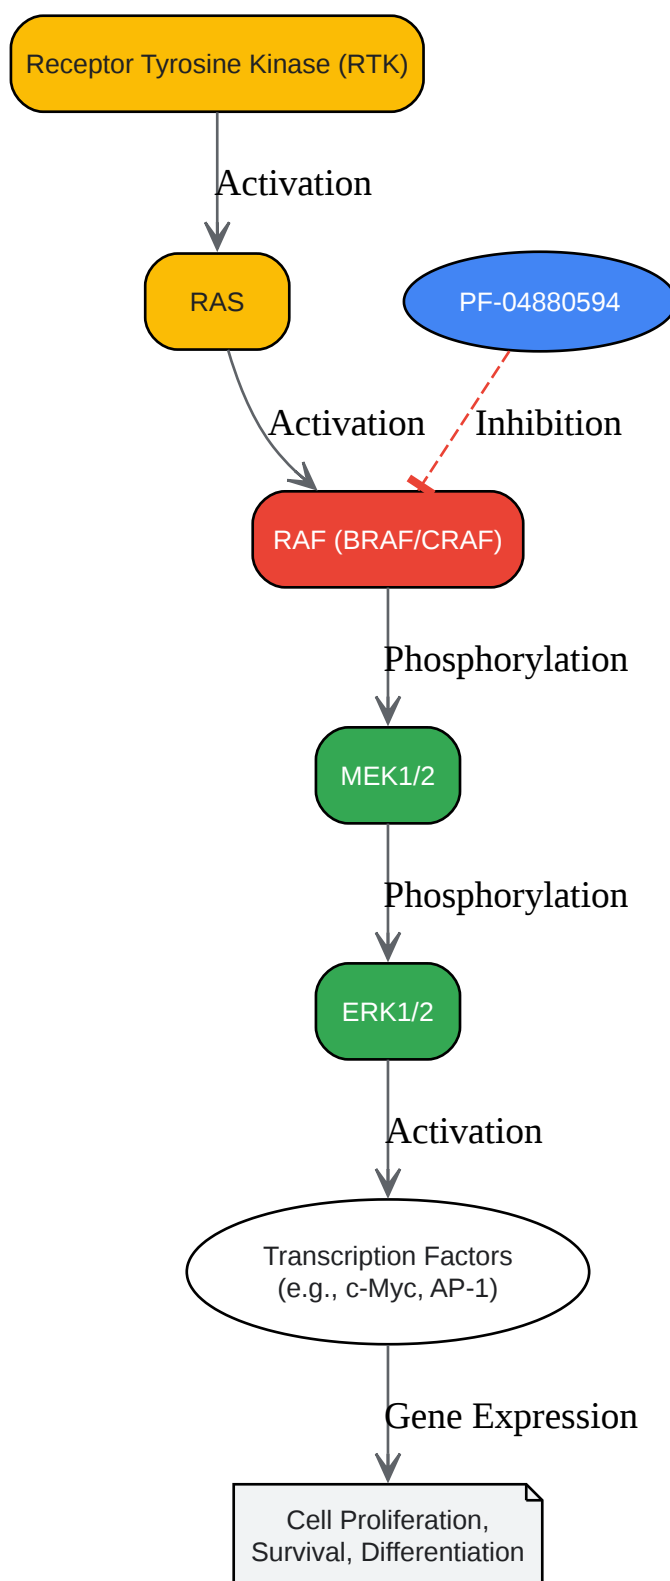 Receptor Tyrosine Kinase (RTK)
Activation
RAS
PF-04880594
Activation
Inhibition
RAF (BRAF/CRAF)
Phosphorylation
MEK1/2
Phosphorylation
ERK1/2
Activation
Transcription Factors
(e.g., c-Myc, AP-1)
Gene Expression
Cell Proliferation,
Survival, Differentiation